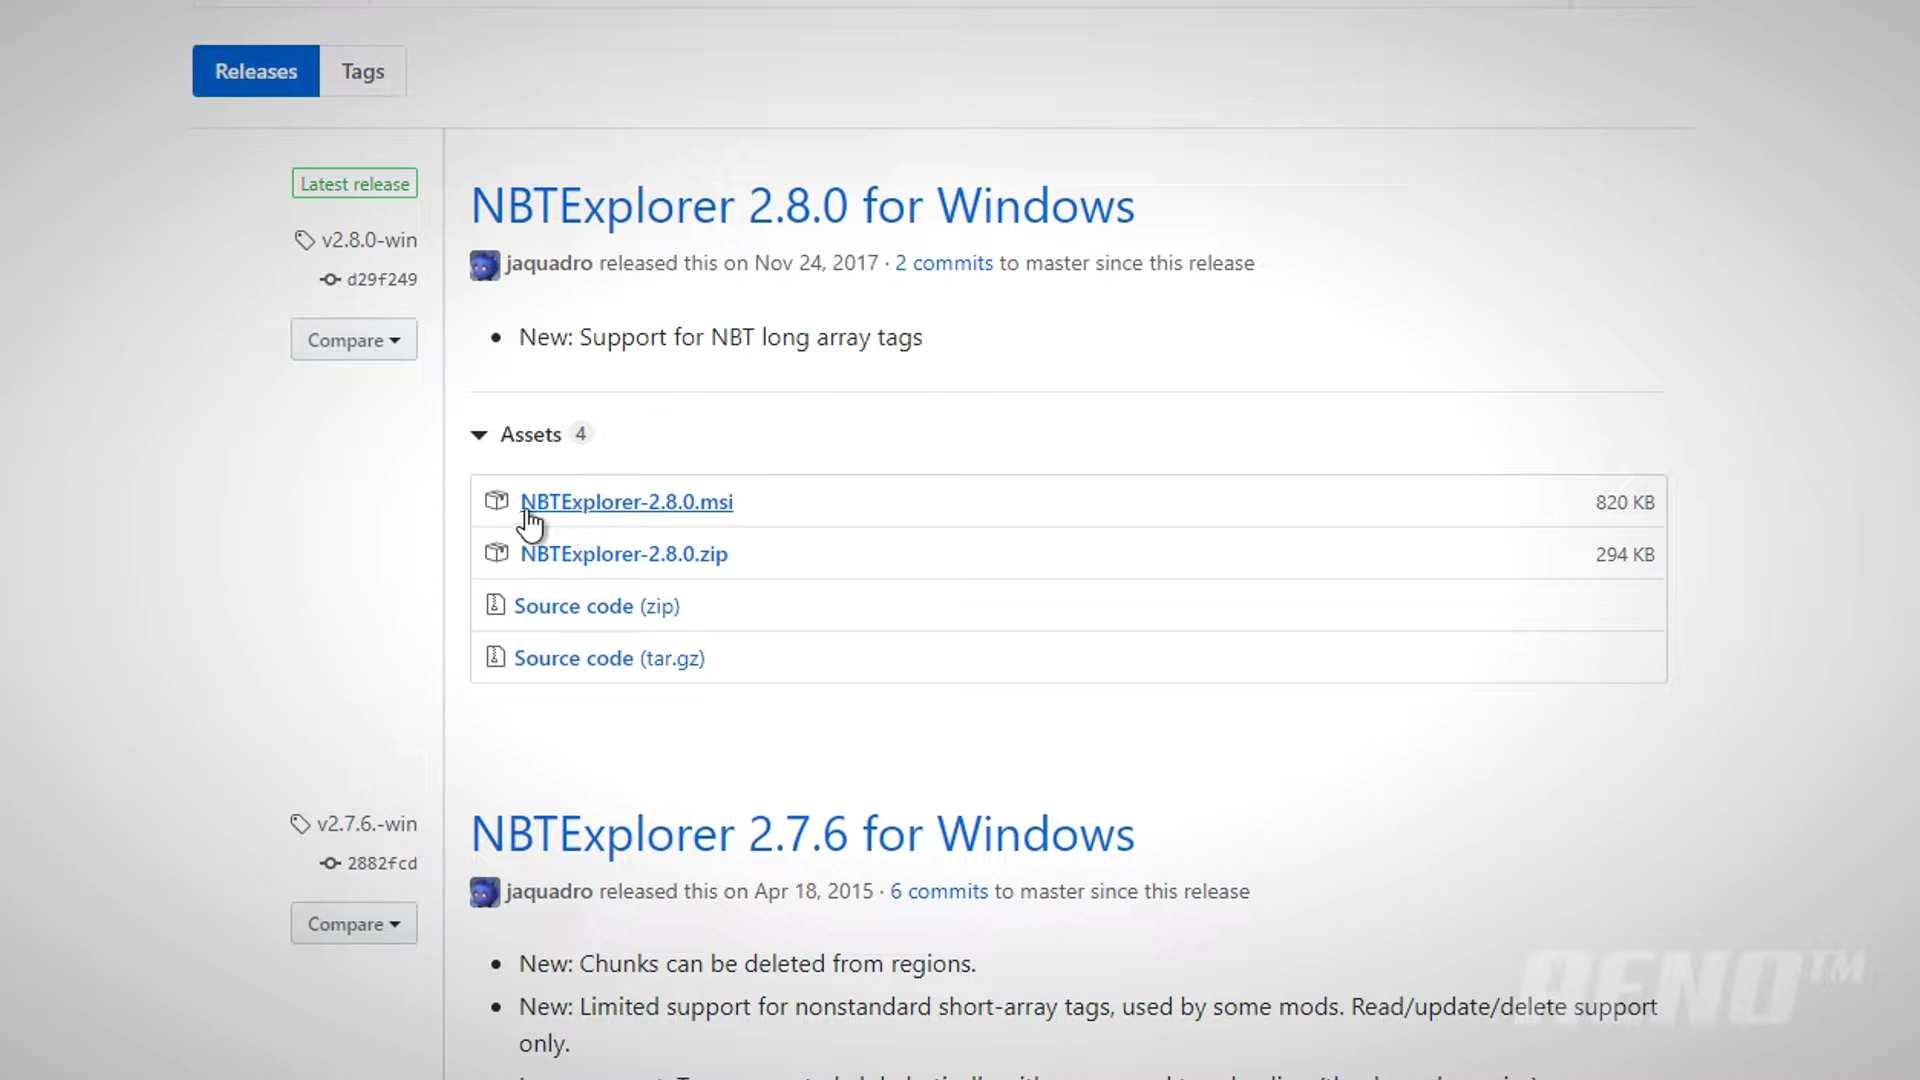 Releases Tags
Latest release
v2.8.0-win
d29f249
Compare
NBTExplorer 2.8.0 for Windows
jaquadro released this on Nov 24, 2017 · 2 commits to master since this release
• New: Support for NBT long array tags
Assets 4
NBTExplorer-2.8.0.msi 820 KB
NBTExplorer-2.8.0.zip 294 KB
Source code (zip)
Source code (tar.gz)
v2.7.6.-win
2882fcd
Compare
NBTExplorer 2.7.6 for Windows
jaquadro released this on Apr 18, 2015 · 6 commits to master since this release
• New: Chunks can be deleted from regions.
• New: Limited support for nonstandard short-array tags, used by some mods. Read/update/delete support
only.
RENO™